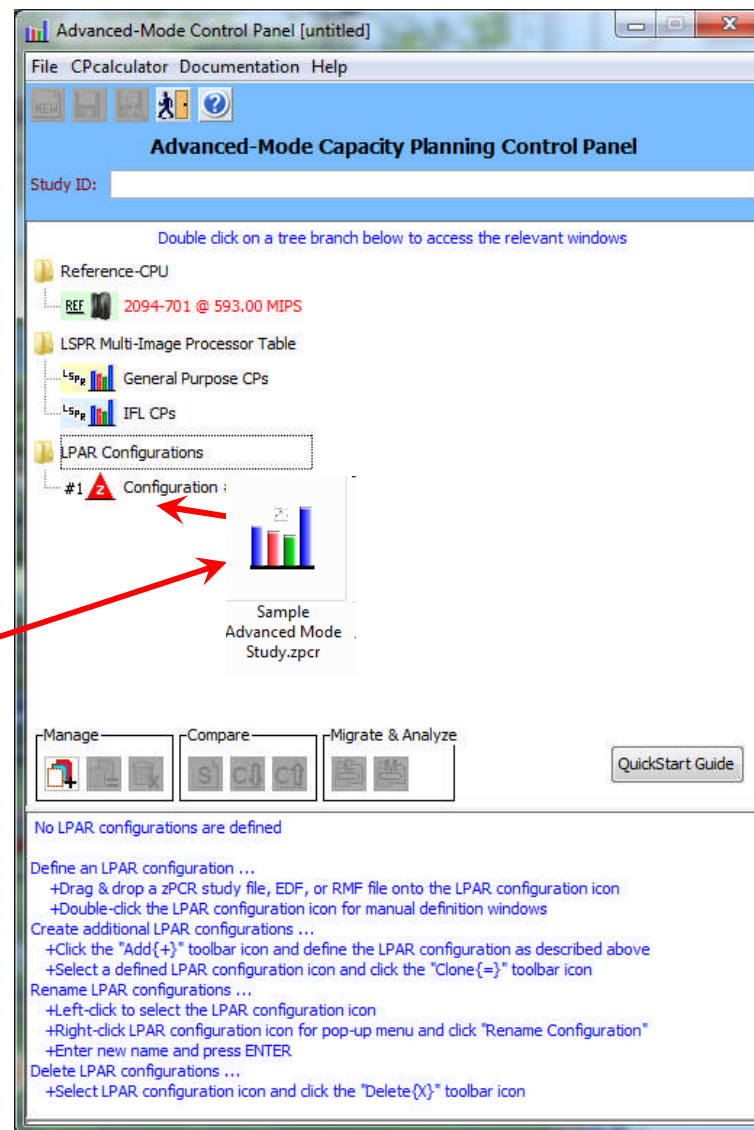 Advanced-Mode Control Panel [untitled]
File CPcalculator Documentation Help
NEW
Advanced-Mode Capacity Planning Control Panel
Study ID:
Double click on a tree branch below to access the relevant windows
Reference-CPU
REF 2094-701 @ 593.00 MIPS
LSPR Multi-Image Processor Table
LSPR General Purpose CPs
LSPR IFL CPs
LPAR Configurations
#1 z Configuration
Sample
Advanced Mode
Study.zpcr
Manage Compare Migrate & Analyze
S C C
QuickStart Guide
No LPAR configurations are defined
Define an LPAR configuration ...
+Drag & drop a zPCR study file, EDF, or RMF file onto the LPAR configuration icon
+Double-click the LPAR configuration icon for manual definition windows
Create additional LPAR configurations ...
+Click the "Add{+}" toolbar icon and define the LPAR configuration as described above
+Select a defined LPAR configuration icon and click the "Clone{=}" toolbar icon
Rename LPAR configurations ...
+Left-click to select the LPAR configuration icon
+Right-click LPAR configuration icon for pop-up menu and click "Rename Configuration"
+Enter new name and press ENTER
Delete LPAR configurations ...
+Select LPAR configuration icon and click the "Delete{X}" toolbar icon